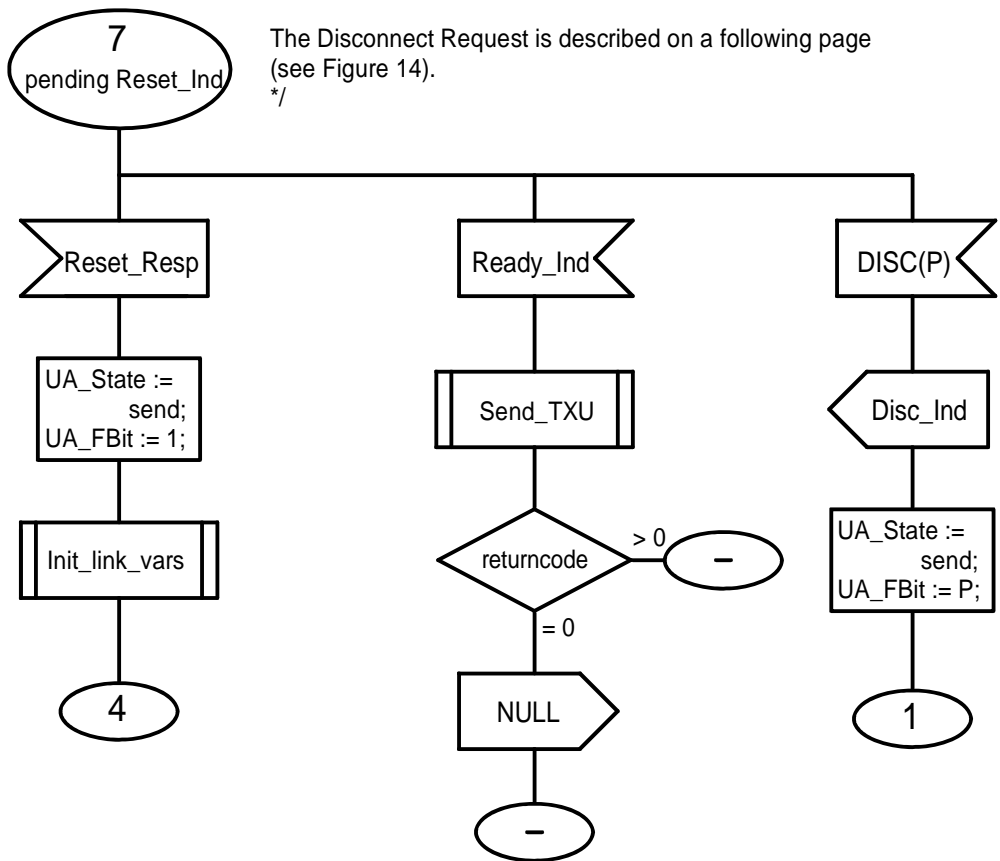 7
pending Reset_Ind
The Disconnect Request is described on a following page
(see Figure 14).
*/
Reset_Resp
Ready_Ind
DISC(P)
UA_State :=
send;
UA_FBit := 1;
Send_TXU
Disc_Ind
Init_link_vars
returncode
> 0
–
UA_State :=
send;
UA_FBit := P;
= 0
4
NULL
1
–